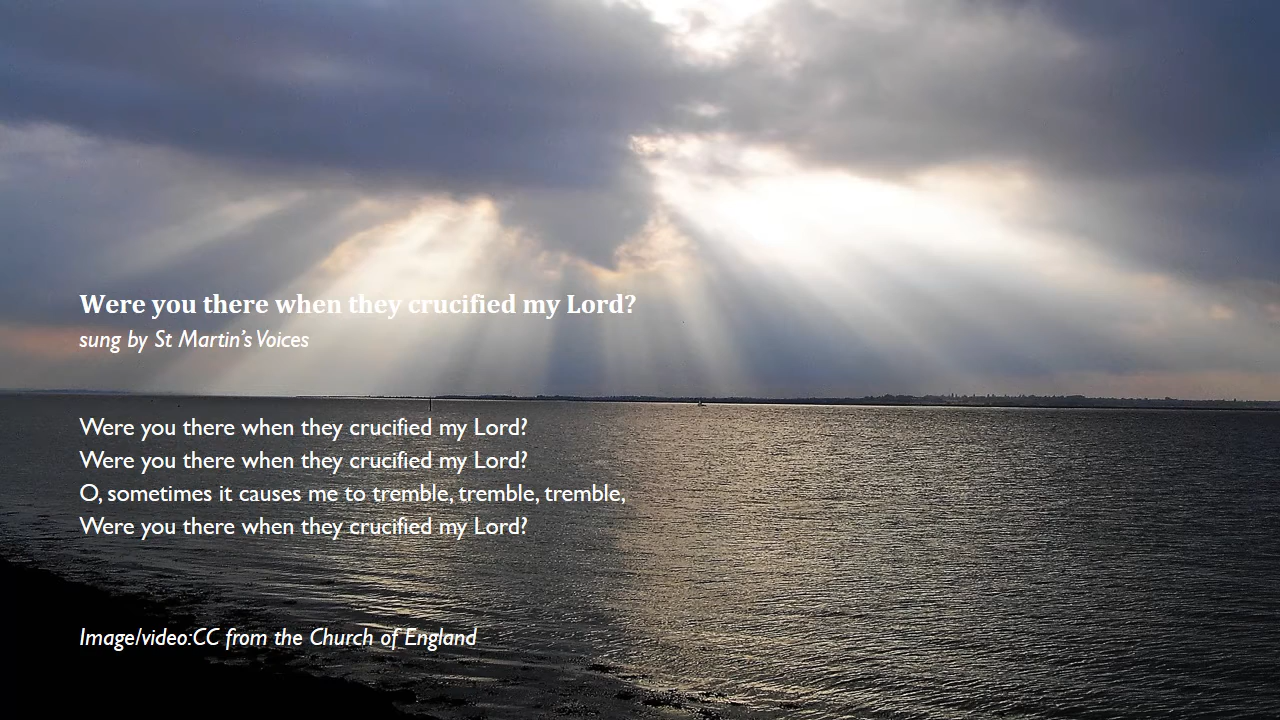 Were you there when they crucified my Lord?
sung by St Martin’s Voices
Were you there when they crucified my Lord?
Were you there when they crucified my Lord?
O, sometimes it causes me to tremble, tremble, tremble,
Were you there when they crucified my Lord?
Image/video:CC from the Church of England